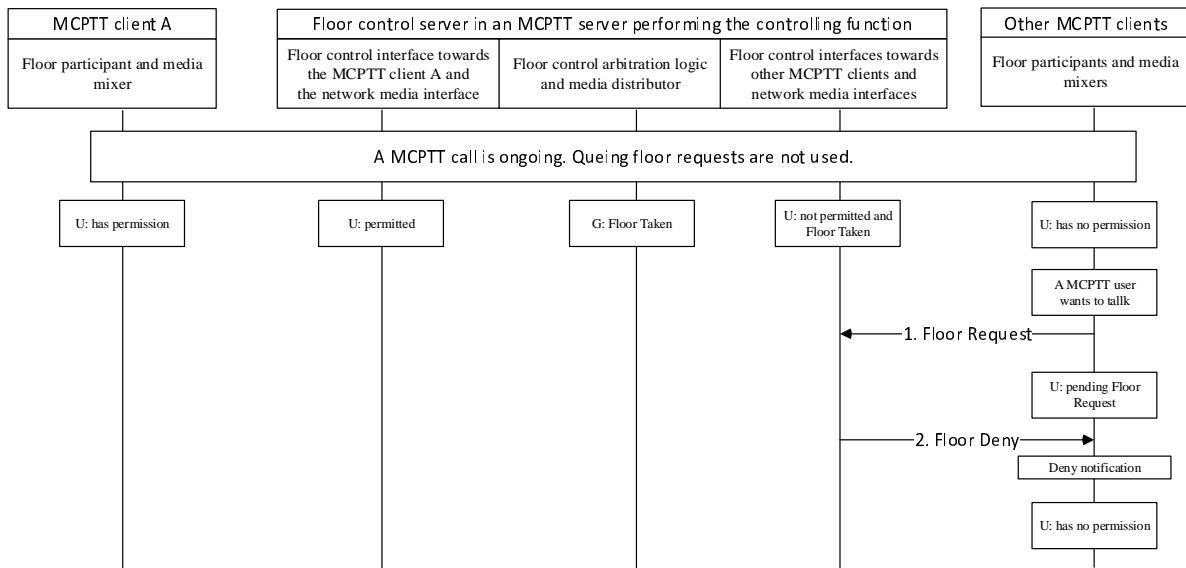 MCPTT client A
Floor control server in an MCPTT server performing the controlling function
Other MCPTT clients
Floor participant and media
mixer
Floor control interface towards
the MCPTT client A and
the network media interface
Floor control arbitration logic
and media distributor
Floor control interfaces towards
other MCPTT clients and
network media interfaces
Floor participants and media
mixers
A MCPTT call is ongoing. Queing floor requests are not used.
U: has permission
U: permitted
G: Floor Taken
U: not permitted and
Floor Taken
U: has no permission
A MCPTT user
wants to tallk
1. Floor Request
U: pending Floor
Request
2. Floor Deny
Deny notification
U: has no permission